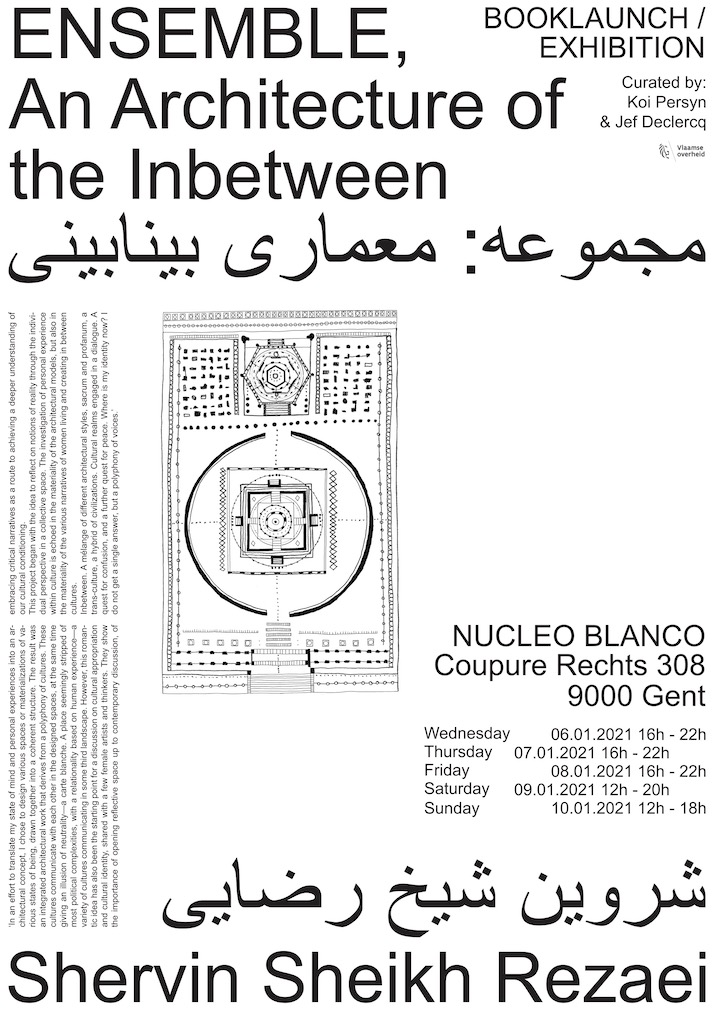 ENSEMBLE,
An Architecture of
the Inbetween
مجموعه: معماری بینابینی
BOOKLAUNCH /
EXHIBITION
Curated by:
Koi Persyn
& Jef Declercq
Vlaamse
overheid
'In an effort to translate my state of mind and personal experiences into an ar-
chitectural concept, I chose to design various spaces or materializations of va-
rious states of being, drawn together into a coherent structure. The result was
an integrated architectural work that derives from a polyphony of cultures. These
cultures communicate with each other in the designed spaces, at the same time
giving an illusion of neutrality—a carte blanche. A place seemingly stripped of
most political complexities, with a relationality based on human experience—a
variety of cultures communicating in some third landscape. However, this roman-
tic idea has also been the starting point for a discussion on cultural appropriation
and cultural identity, shared with a few female artists and thinkers. They show
the importance of opening reflective space up to contemporary discussion, of
embracing critical narratives as a route to achieving a deeper understanding of
our cultural conditioning.
This project began with the idea to reflect on notions of reality through the indivi-
dual perspective in a collective space. The investigation of personal experience
within culture is echoed in the materiality of the architectural models, but also in
the materiality of the various narratives of women living and creating in between
cultures.
Inbetween. A mélange of different architectural styles, sacrum and profanum, a
trans-culture, a hybrid of civilizations. Cultural realms engaged in a dialogue. A
quest for confusion, and a further quest for peace. Where is my identity now? I
do not get a single answer, but a polyphony of voices.'
NUCLEO BLANCO
Coupure Rechts 308
9000 Gent
Wednesday 06.01.2021 16h - 22h
Thursday 07.01.2021 16h - 22h
Friday 08.01.2021 16h - 22h
Saturday 09.01.2021 12h - 20h
Sunday 10.01.2021 12h - 18h
شروین شیخ رضایی
Shervin Sheikh Rezaei